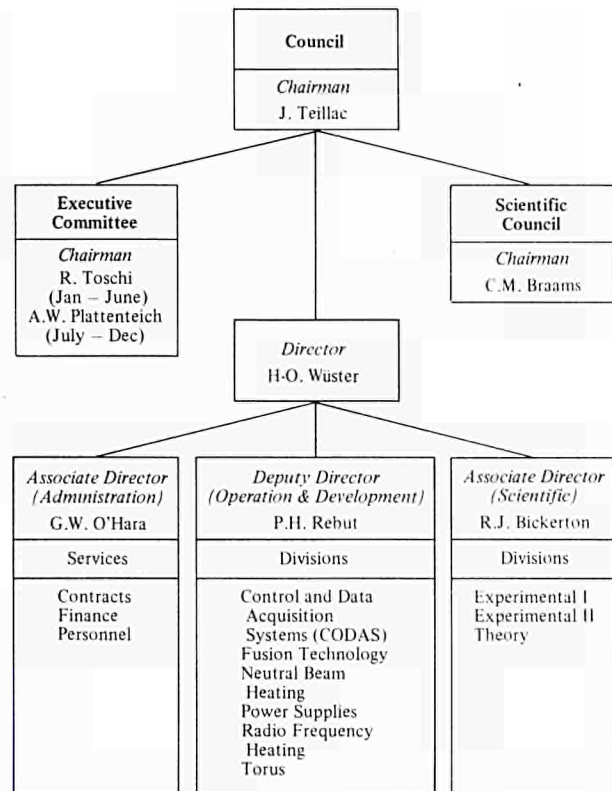 Council
Chairman
J. Teillac
Executive
Committee
Chairman
R. Toschi
(Jan – June)
A.W. Plattenteich
(July – Dec)
Scientific
Council
Chairman
C.M. Braams
Director
H-O. Wüster
Associate Director
(Administration)
G.W. O'Hara
Services
Contracts
Finance
Personnel
Deputy Director
(Operation & Development)
P.H. Rebut
Divisions
Control and Data
Acquisition
Systems (CODAS)
Fusion Technology
Neutral Beam
Heating
Power Supplies
Radio Frequency
Heating
Torus
Associate Director
(Scientific)
R.J. Bickerton
Divisions
Experimental I
Experimental II
Theory